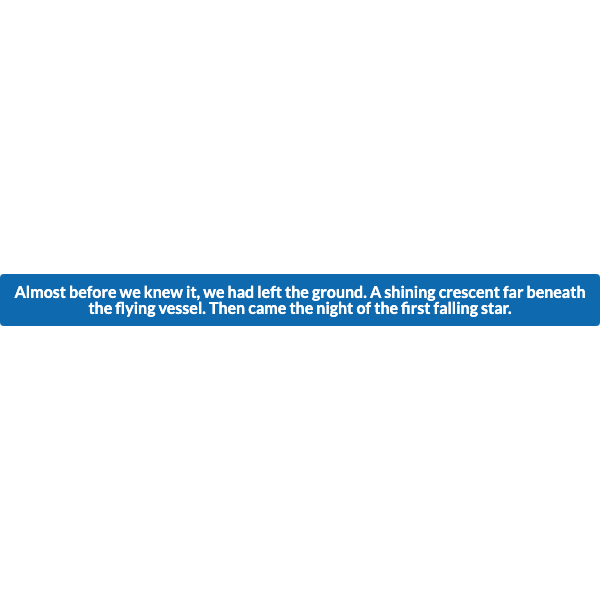 Almost before we knew it, we had left the ground. A shining crescent far beneath
the flying vessel. Then came the night of the first falling star.